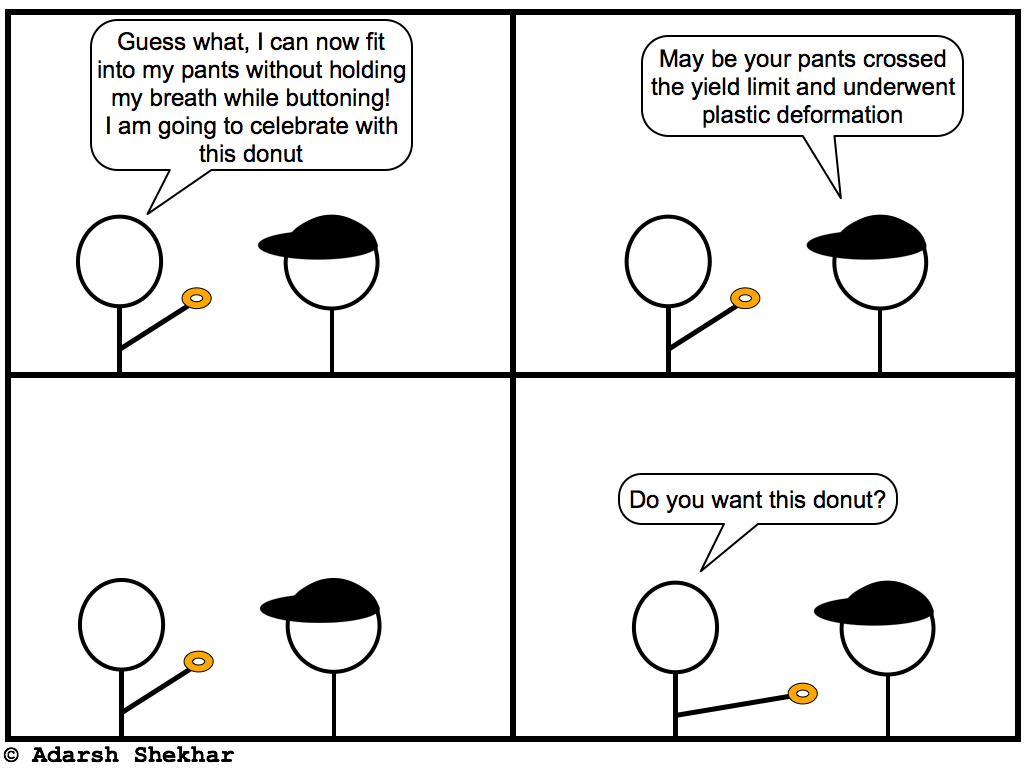 Guess what, I can now fit
into my pants without holding
my breath while buttoning!
I am going to celebrate with
this donut
May be your pants crossed
the yield limit and underwent
plastic deformation
Do you want this donut?
© Adarsh Shekhar